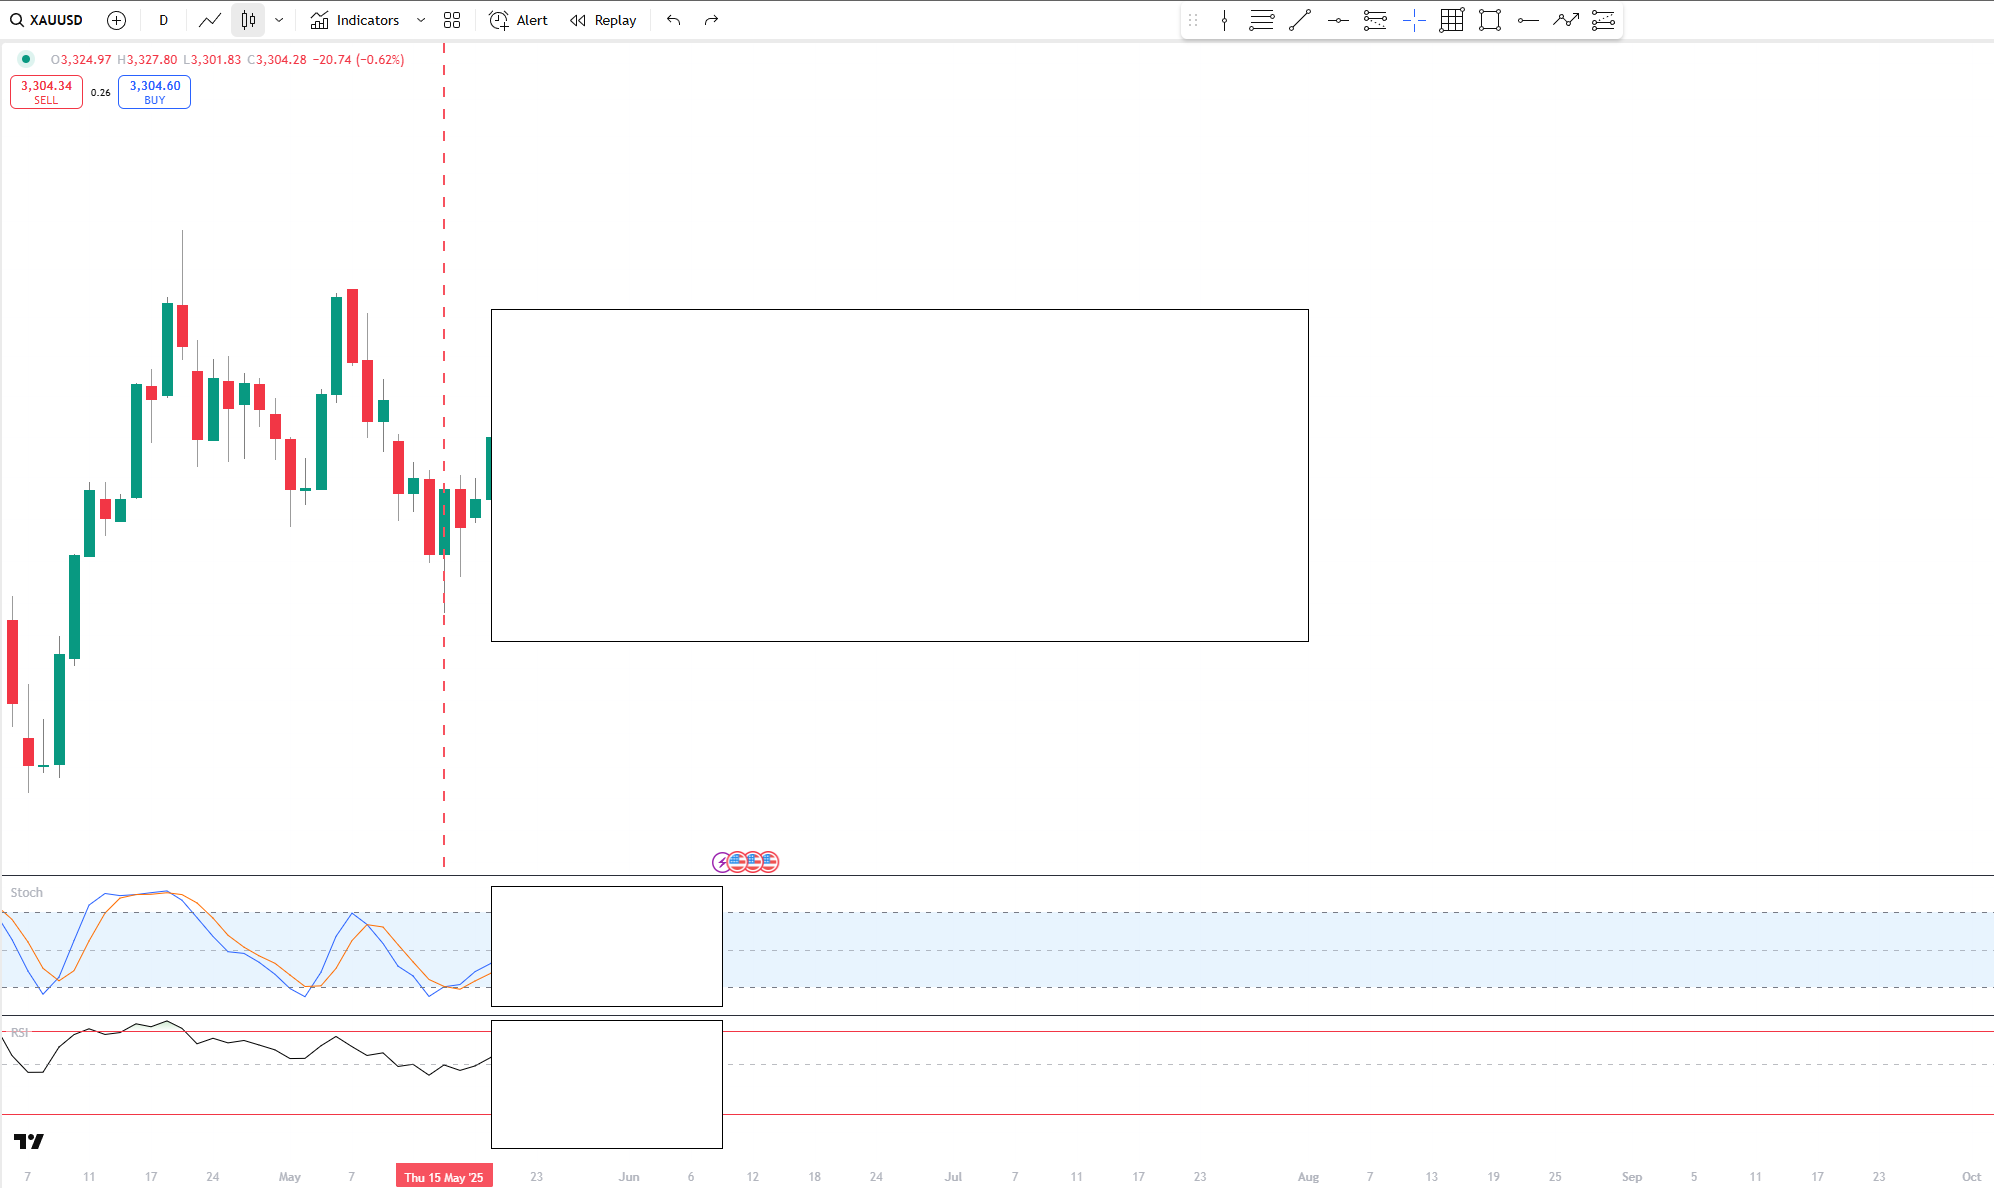 XAUUSD D Indicators Alert Replay
O3,324.97 H3,327.80 L3,301.83 C3,304.28 −20.74 (−0.62%)
3,304.34 0.26 3,304.60
SELL BUY
Stoch
RSI
7 11 17 24 May 7 Thu 15 May '25 23 Jun 6 12 18 24 Jul 7 11 17 23 Aug 7 13 19 25 Sep 5 11 17 23 Oct